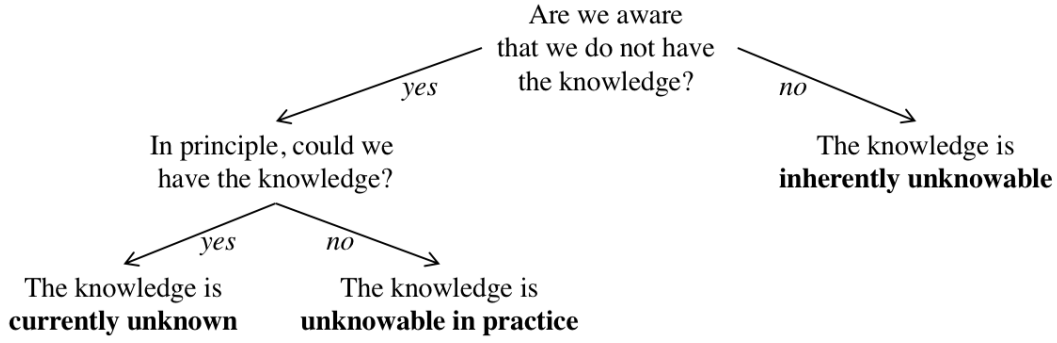 Are we aware
that we do not have
the knowledge?
yes
no
In principle, could we
have the knowledge?
The knowledge is
inherently unknowable
yes
no
The knowledge is
currently unknown
The knowledge is
unknowable in practice